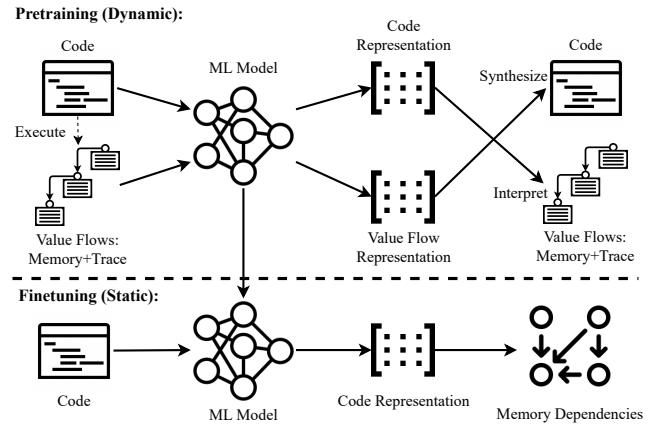 Pretraining (Dynamic):
Code
ML Model
Code
Representation
Code
Synthesize
Execute
Interpret
Value Flows:
Memory+Trace
Value Flow
Representation
Value Flows:
Memory+Trace
Finetuning (Static):
Code
ML Model
Code Representation
Memory Dependencies